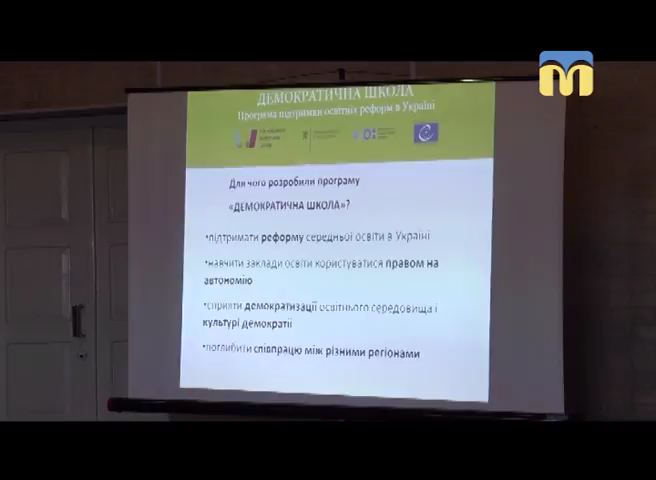 ДЕМОКРАТИЧНА ШКОЛА
Програма підтримки освітніх реформ в Україні
Для чого розробили програму
«ДЕМОКРАТИЧНА ШКОЛА»?
•підтримати реформу середньої освіти в Україні
•навчити заклади освіти користуватися правом на
автономію
•сприяти демократизації освітнього середовища і
культурі демократії
•поглибити співпрацю між різними регіонами